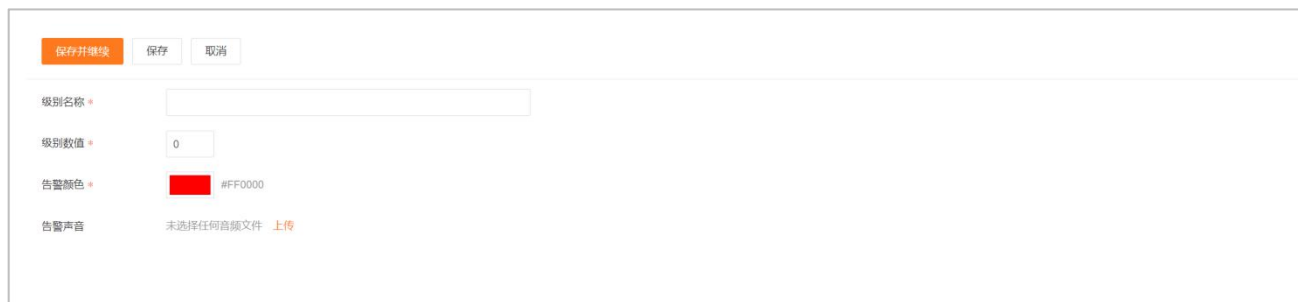 保存并继续 保存 取消
级别名称 *
级别数值 * 0
告警颜色 * #FF0000
告警声音 未选择任何音频文件 上传